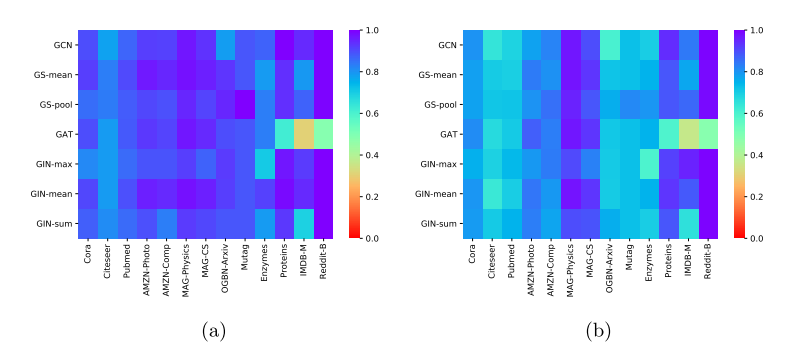 GCN
GS-mean
GS-pool
GAT
GIN-max
GIN-mean
GIN-sum
Cora
Citeseer
Pubmed
AMZN-Photo
AMZN-Comp
MAG-Physics
MAG-CS
OGBN-Arxiv
Mutag
Enzymes
Proteins
IMDB-M
Reddit-B
1.0
0.8
0.6
0.4
0.2
0.0
(a)
GCN
GS-mean
GS-pool
GAT
GIN-max
GIN-mean
GIN-sum
Cora
Citeseer
Pubmed
AMZN-Photo
AMZN-Comp
MAG-Physics
MAG-CS
OGBN-Arxiv
Mutag
Enzymes
Proteins
IMDB-M
Reddit-B
1.0
0.8
0.6
0.4
0.2
0.0
(b)